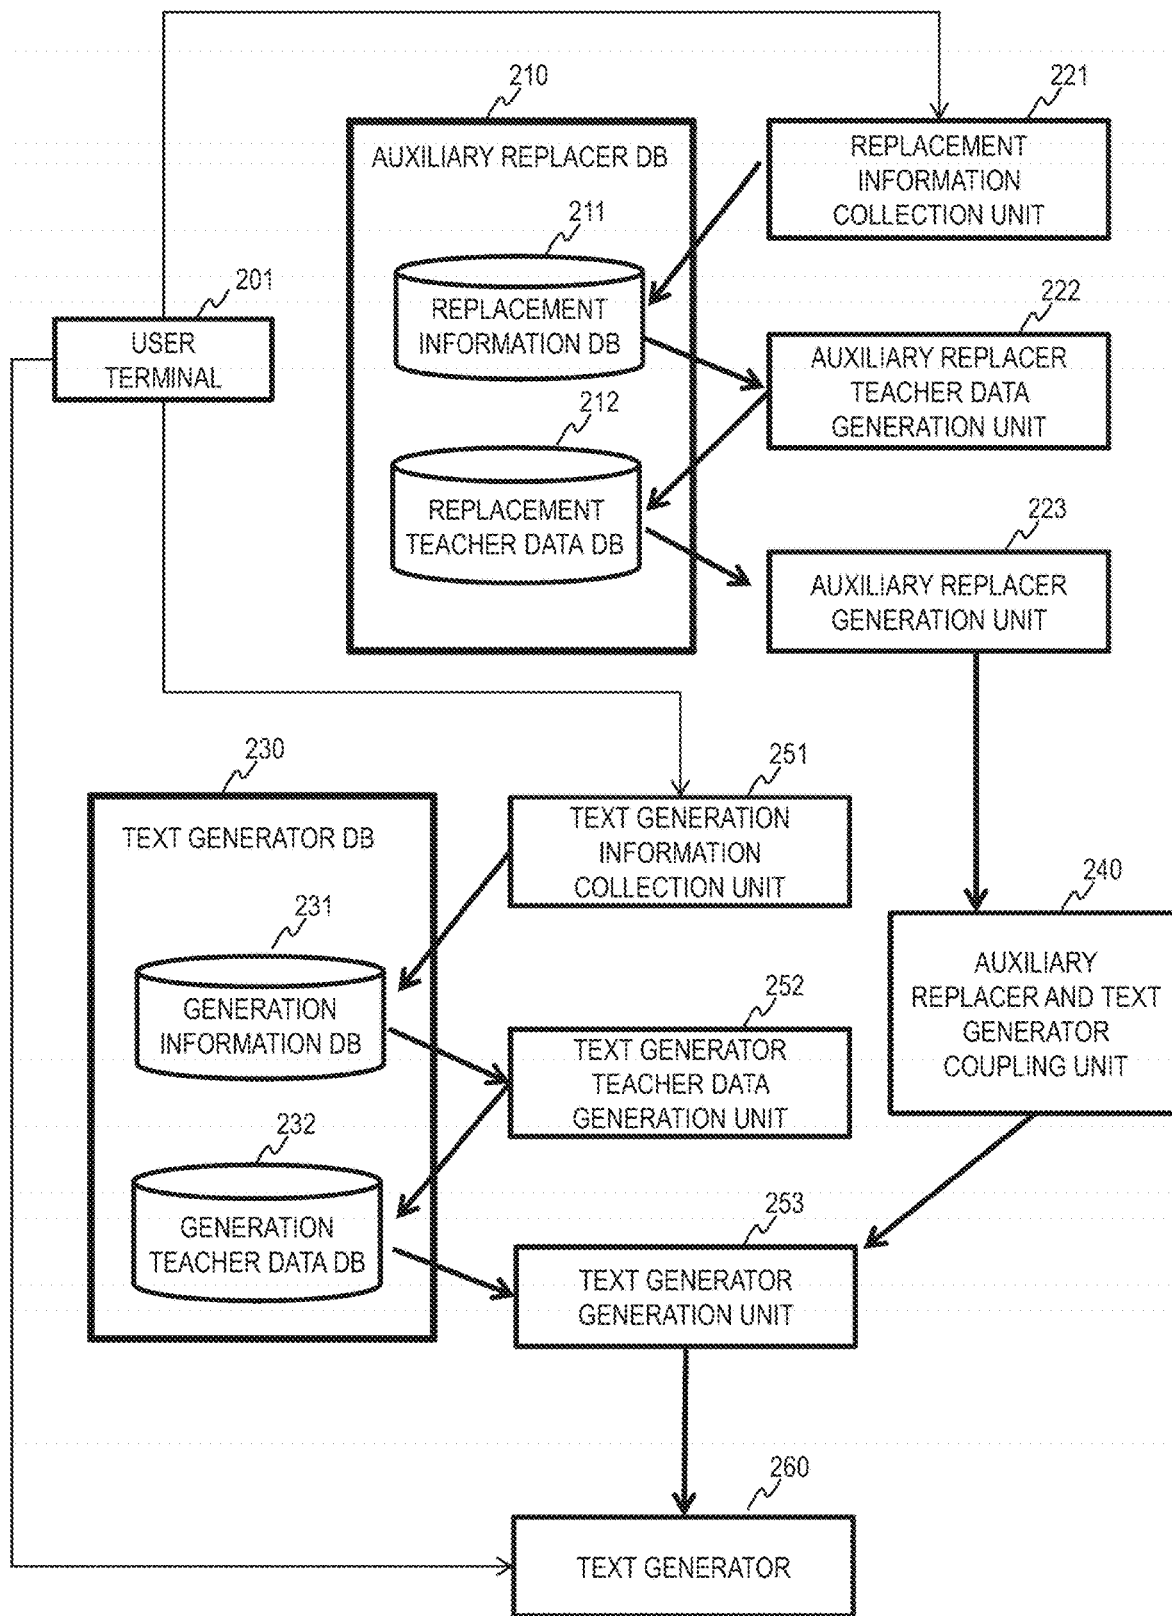 210
221
AUXILIARY REPLACER DB
REPLACEMENT
INFORMATION
COLLECTION UNIT
211
201
REPLACEMENT
INFORMATION DB
222
USER
TERMINAL
AUXILIARY REPLACER
TEACHER DATA
GENERATION UNIT
212
REPLACEMENT
TEACHER DATA DB
223
AUXILIARY REPLACER
GENERATION UNIT
230
251
TEXT GENERATOR DB
TEXT GENERATION
INFORMATION
COLLECTION UNIT
240
231
AUXILIARY
REPLACER AND TEXT
GENERATOR
COUPLING UNIT
GENERATION
INFORMATION DB
252
TEXT GENERATOR
TEACHER DATA
GENERATION UNIT
232
GENERATION
TEACHER DATA DB
253
TEXT GENERATOR
GENERATION UNIT
260
TEXT GENERATOR